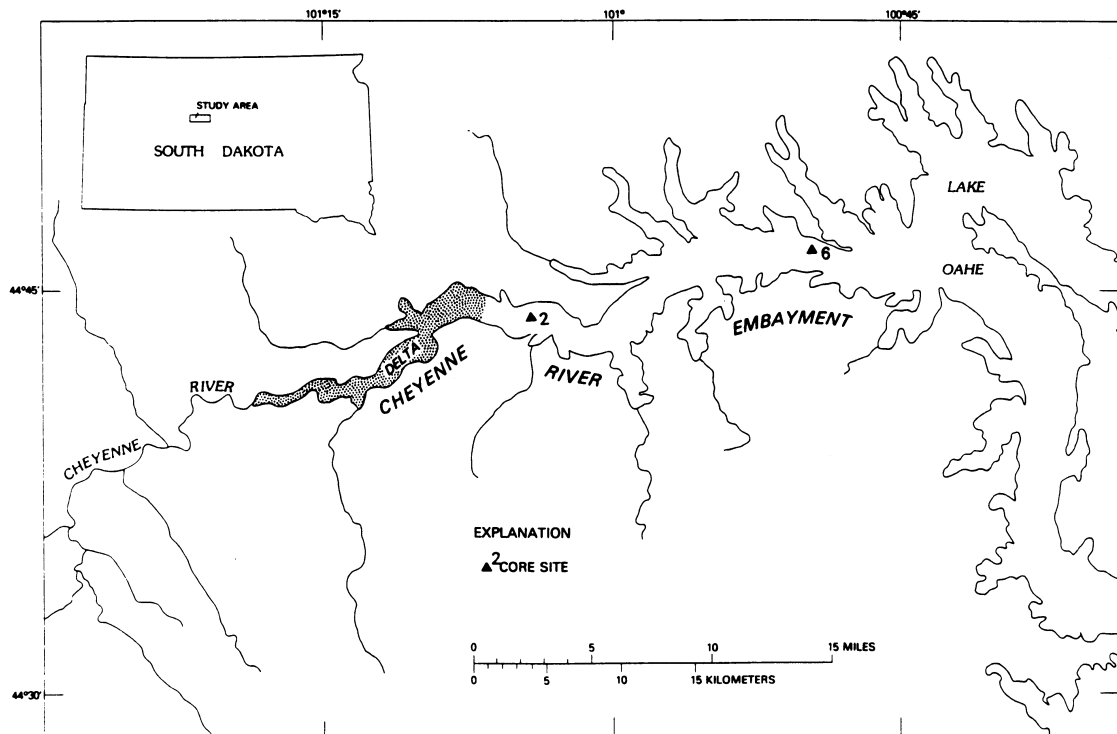 101°15'
101°
100°45'
STUDY AREA
SOUTH DAKOTA
LAKE
OAHE
44°45'
6
2
EMBAYMENT
DELTA
RIVER
CHEYENNE
RIVER
CHEYENNE
EXPLANATION
2 CORE SITE
0 5 10 15 MILES
0 5 10 15 KILOMETERS
44°30'